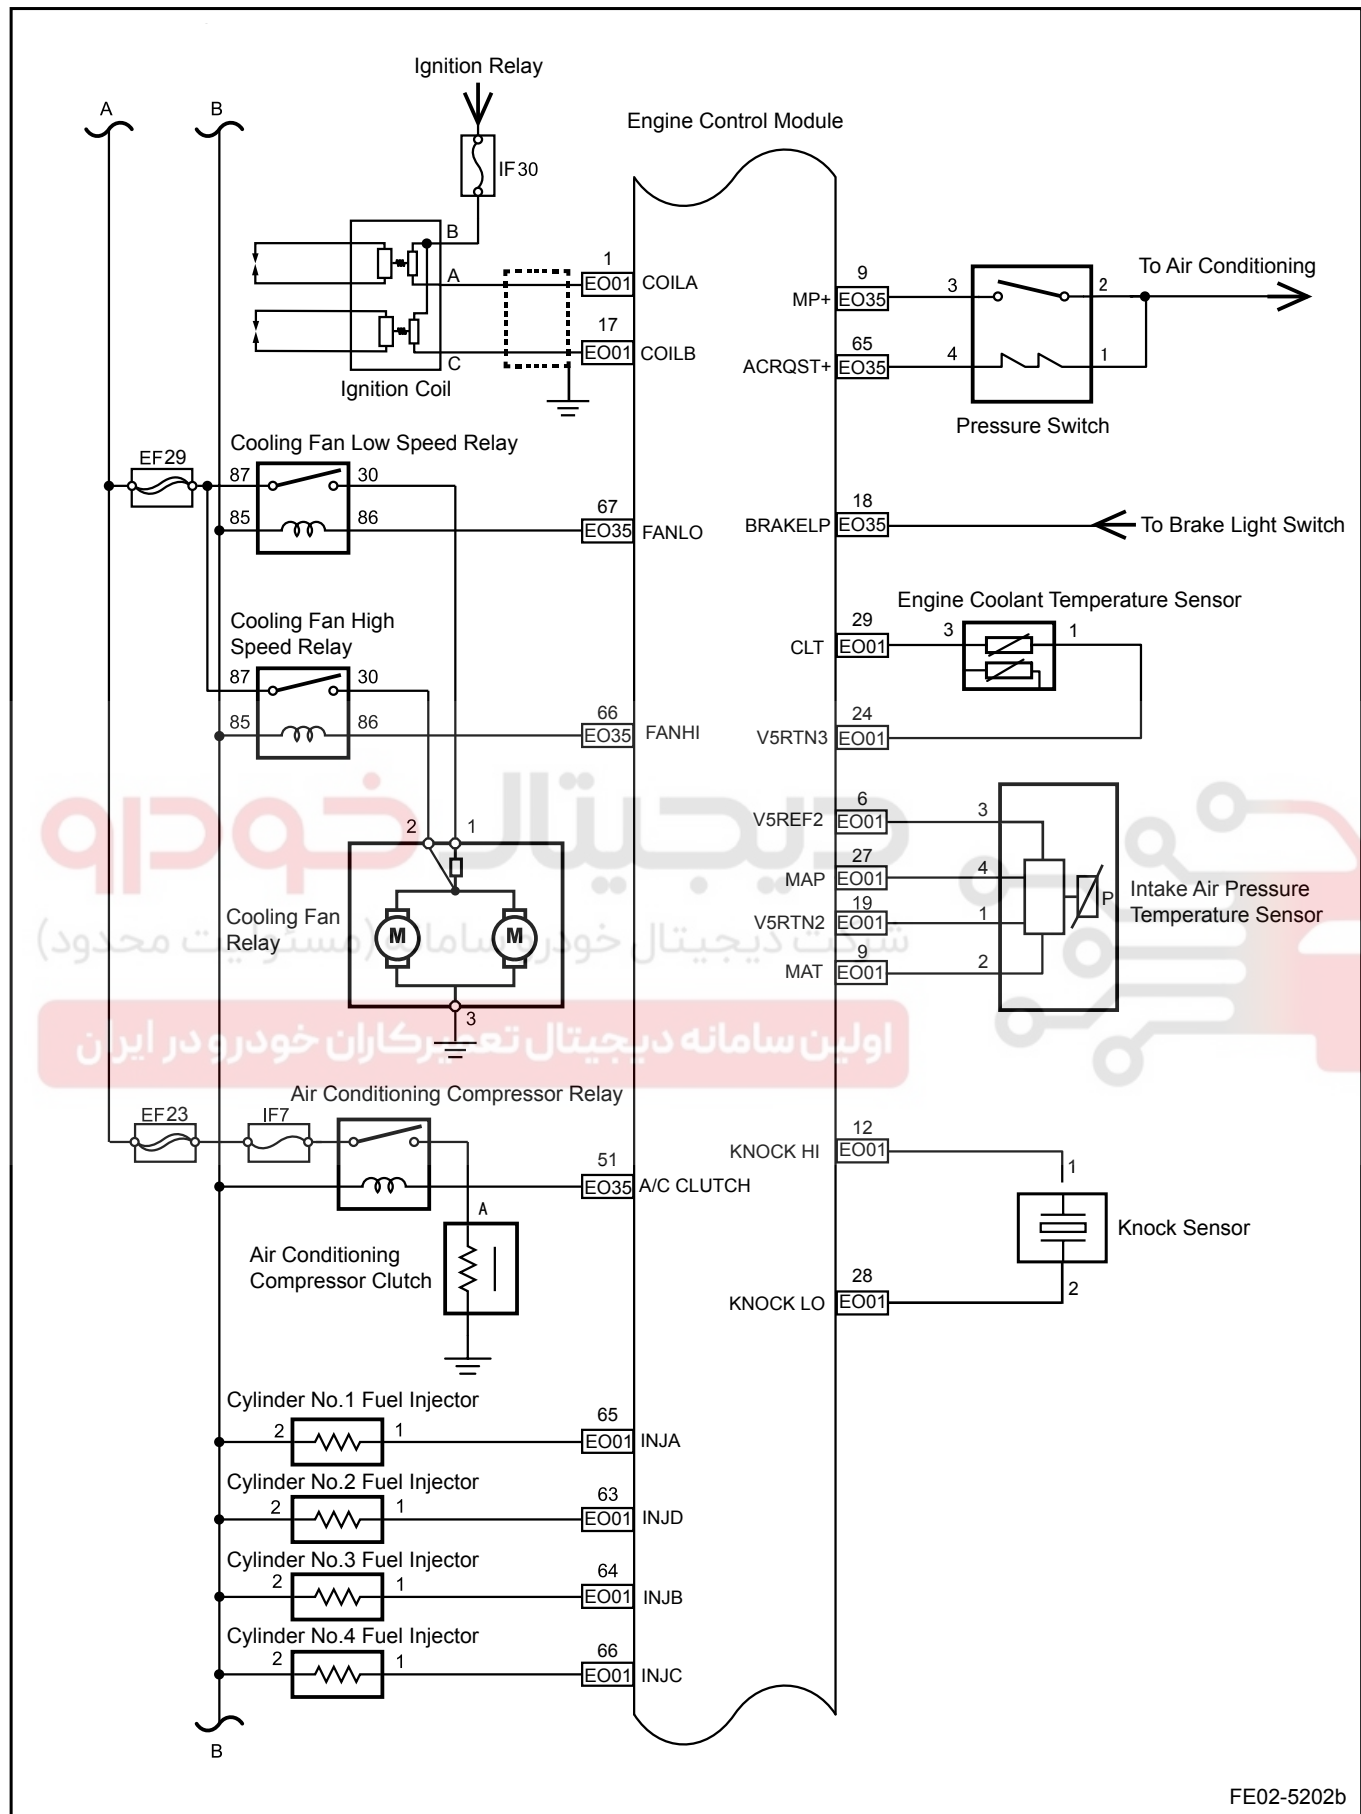 Ignition Relay
A
B
Engine Control Module
IF30
B
A
C
Ignition Coil
1
EO01 COILA
17
EO01 COILB
9
MP+ EO35
65
ACRQST+ EO35
3 2
4 1
To Air Conditioning
Pressure Switch
Cooling Fan Low Speed Relay
EF29
87 30
85 86
67
EO35 FANLO
18
BRAKELP EO35
To Brake Light Switch
Cooling Fan High
Speed Relay
87 30
85 86
66
EO35 FANHI
Engine Coolant Temperature Sensor
29
CLT EO01
3 1
24
V5RTN3 EO01
دیجیتال خودرو
شرکت دیجیتال خودرو سامانه (مسئولیت محدود)
اولین سامانه دیجیتال تعمیرکاران خودرو در ایران
2 1
M M
3
Cooling Fan
Relay
6
V5REF2 EO01
3
27
MAP EO01
4
19
V5RTN2 EO01
1
9
MAT EO01
2
P
Intake Air Pressure
Temperature Sensor
Air Conditioning Compressor Relay
EF23 IF7
51
EO35 A/C CLUTCH
A
Air Conditioning
Compressor Clutch
12
KNOCK HI EO01
1
Knock Sensor
2
28
KNOCK LO EO01
Cylinder No.1 Fuel Injector
2 1
65
EO01 INJA
Cylinder No.2 Fuel Injector
2 1
63
EO01 INJD
Cylinder No.3 Fuel Injector
2 1
64
EO01 INJB
Cylinder No.4 Fuel Injector
2 1
66
EO01 INJC
B
FE02-5202b